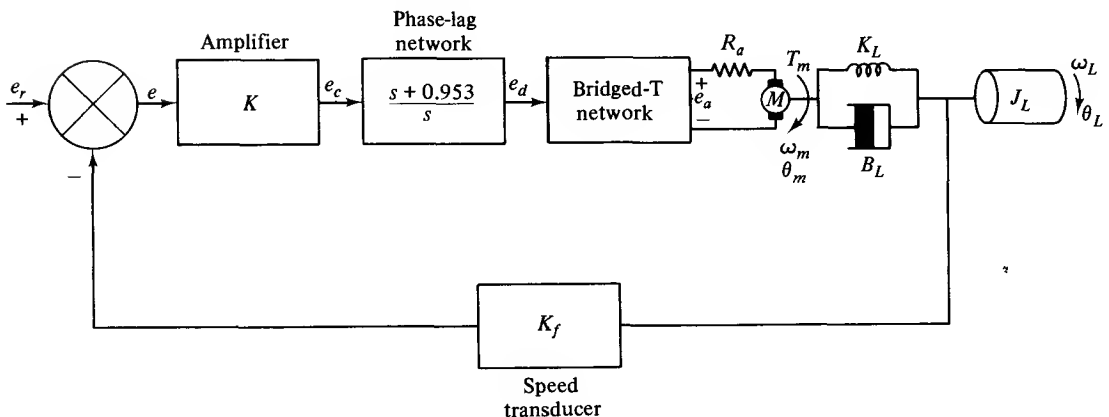 Phase-lag
network
Amplifier
R_a
K_L
T_m
ω_L
e_r
+
e
K
e_c
s + 0.953
s
e_d
Bridged-T
network
+
e_a
−
M
J_L
θ_L
ω_m
θ_m
B_L
−
K_f
Speed
transducer